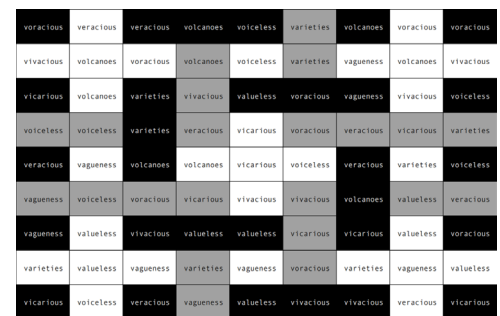 voracious veracious veracious volcanoes voiceless varieties volcanoes voracious voracious
vivacious volcanoes voracious volcanoes voiceless varieties vagueness volcanoes vivacious
vicarious volcanoes varieties vivacious valueless voracious vagueness vivacious voiceless
voiceless voiceless varieties veracious vicarious voracious veracious vicarious varieties
veracious vagueness volcanoes volcanoes vicarious voiceless veracious varieties voiceless
vagueness voiceless voracious vicarious vivacious vivacious volcanoes valueless veracious
vagueness valueless vivacious valueless valueless vicarious vicarious valueless voracious
varieties valueless vagueness varieties vagueness voracious varieties vagueness valueless
vicarious voiceless veracious vagueness valueless vivacious vivacious veracious vicarious